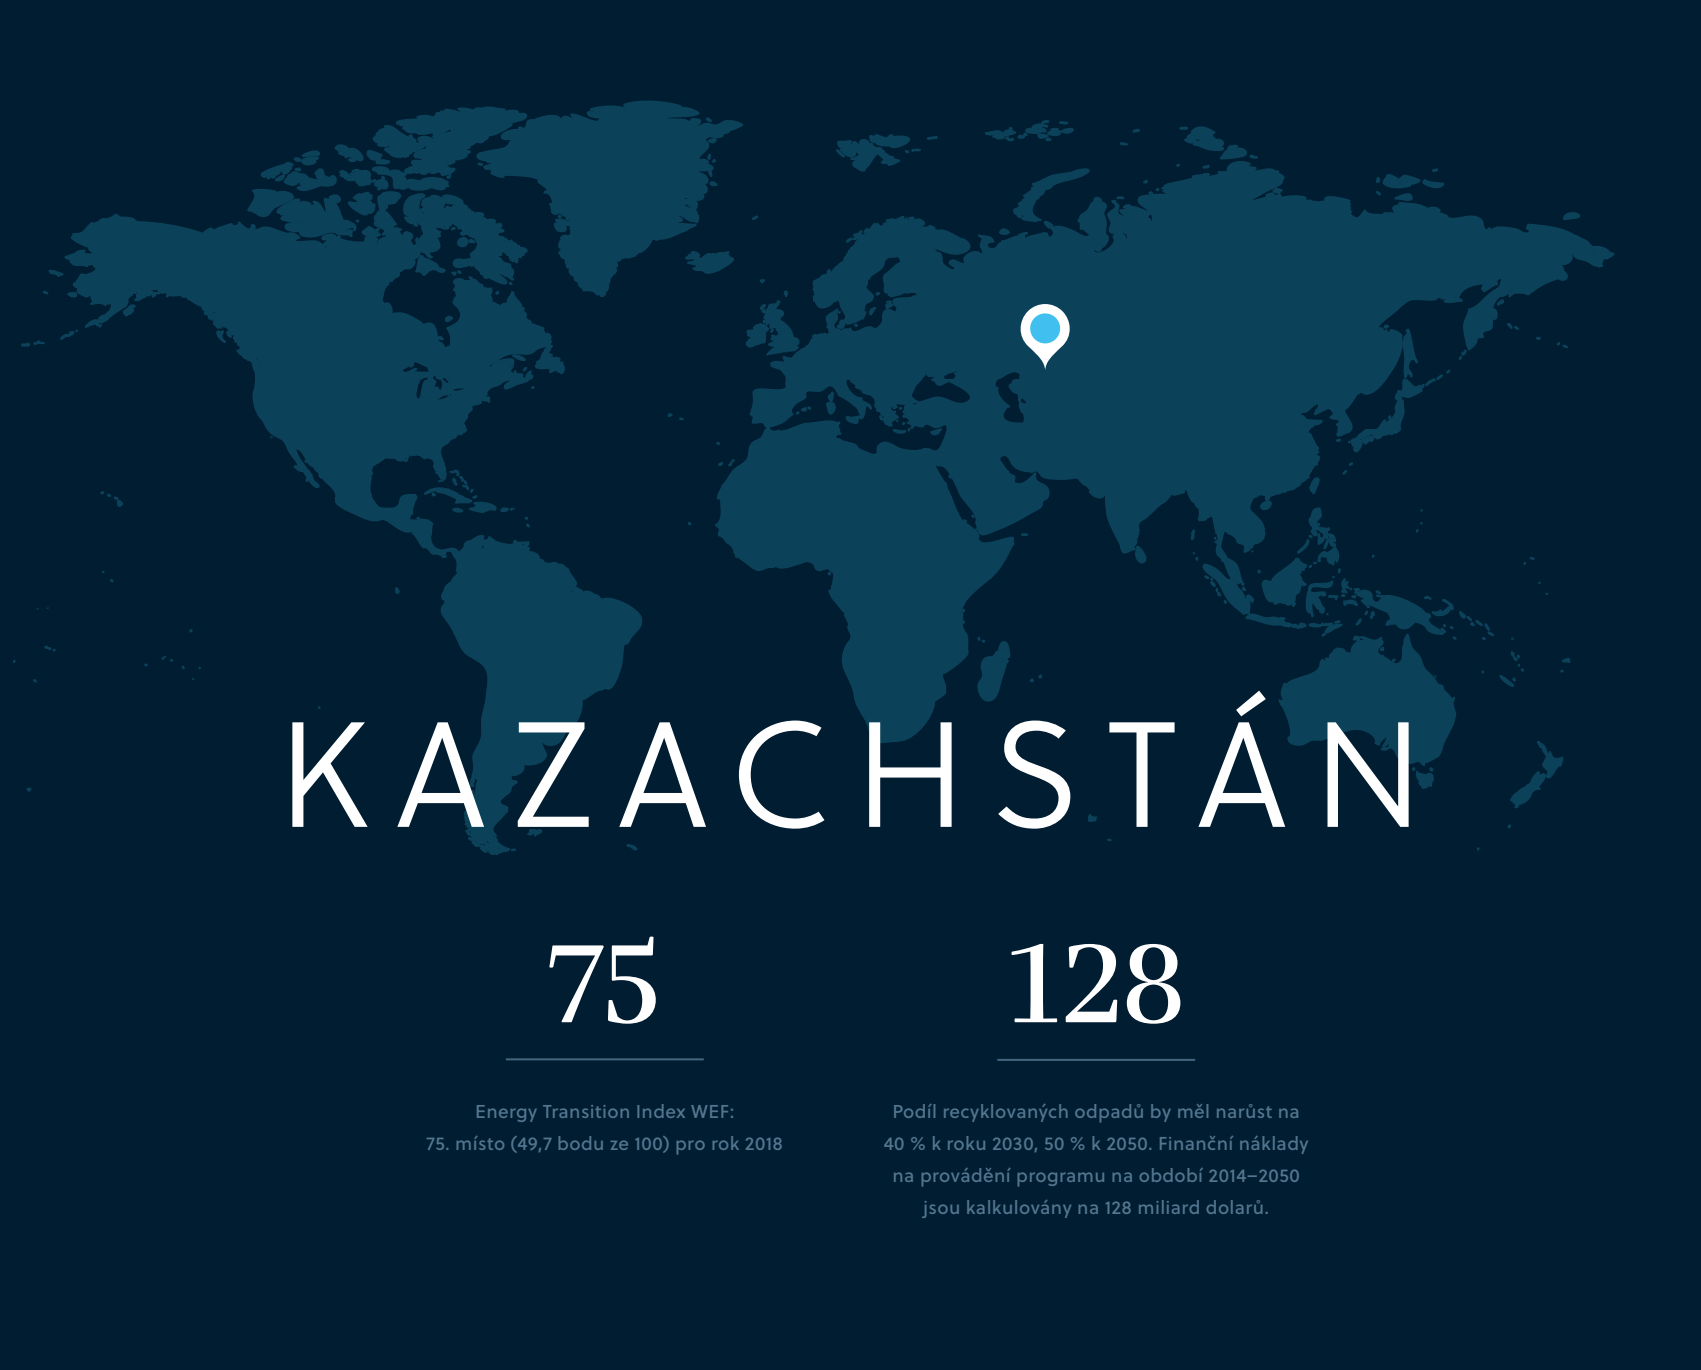 KAZACHSTÁN
75
Energy Transition Index WEF:
75. místo (49,7 bodu ze 100) pro rok 2018
128
Podíl recyklovaných odpadů by měl narůst na
40 % k roku 2030, 50 % k 2050. Finanční náklady
na provádění programu na období 2014–2050
jsou kalkulovány na 128 miliard dolarů.